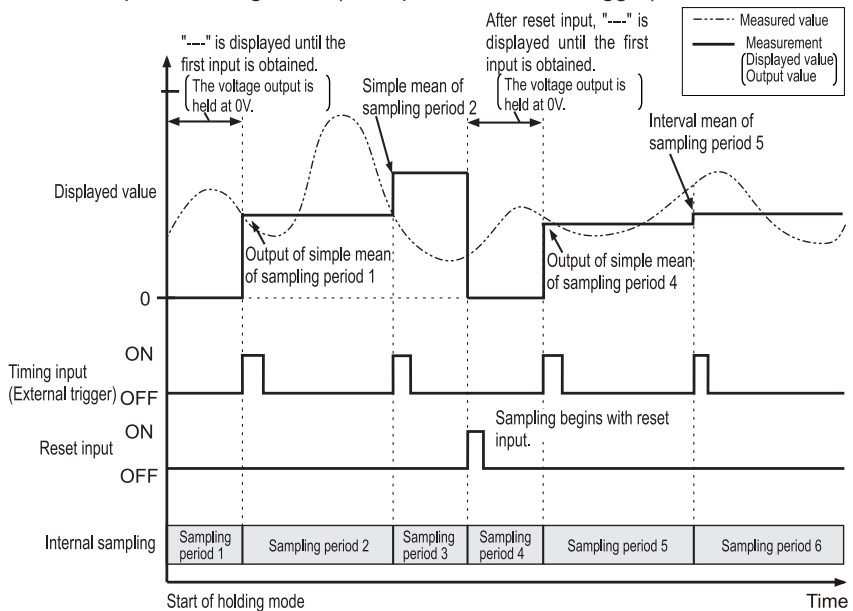 "----" is displayed until the
first input is obtained.
The voltage output is
held at 0V.
Simple mean of
sampling period 2
After reset input, "----" is
displayed until the first
input is obtained.
The voltage output is
held at 0V.
Measured value
Measurement
Displayed value
Output value
Interval mean of
sampling period 5
Displayed value
Output of simple mean
of sampling period 1
Output of simple mean
of sampling period 4
0
ON
Timing input
(External trigger)
OFF
ON
Reset input
OFF
Sampling begins with reset
input.
Internal sampling
Sampling
period 1
Sampling period 2
Sampling
period 3
Sampling
period 4
Sampling period 5
Sampling period 6
Start of holding mode
Time